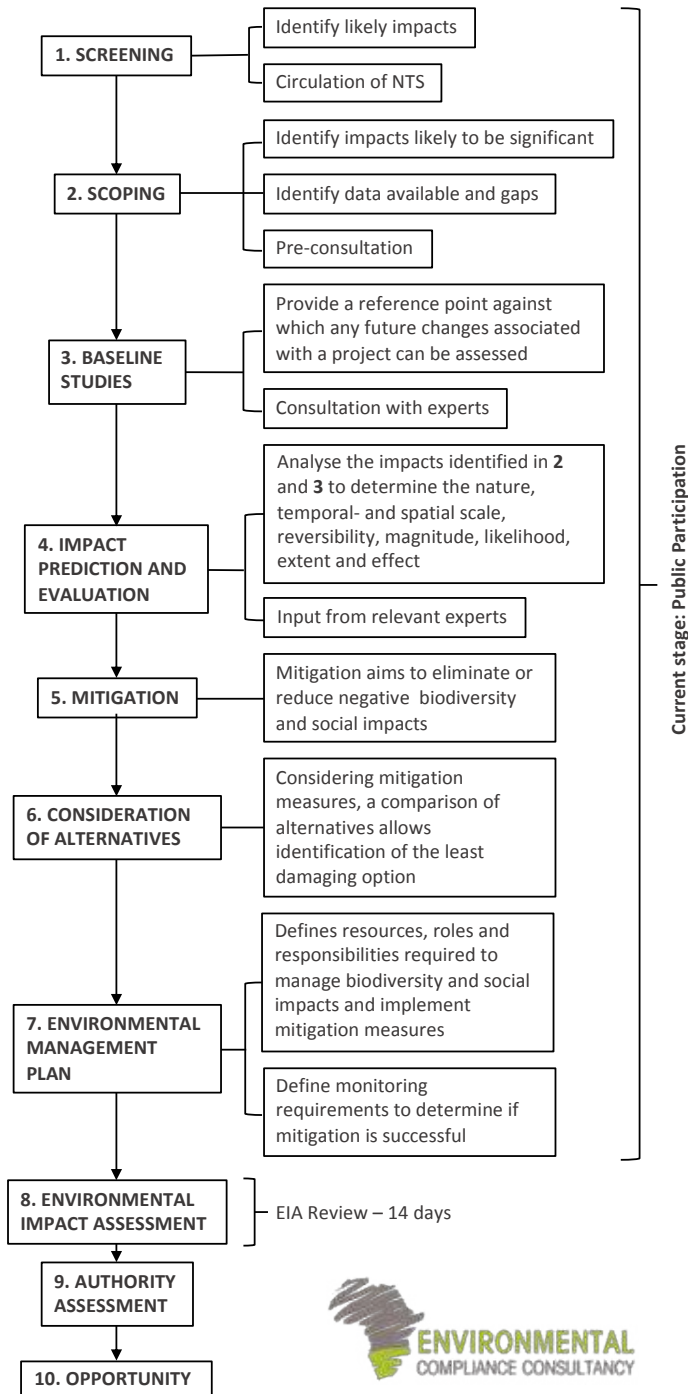 1. SCREENING
Identify likely impacts
Circulation of NTS
2. SCOPING
Identify impacts likely to be significant
Identify data available and gaps
Pre-consultation
3. BASELINE
STUDIES
Provide a reference point against
which any future changes associated
with a project can be assessed
Consultation with experts
4. IMPACT
PREDICTION AND
EVALUATION
Analyse the impacts identified in 2
and 3 to determine the nature,
temporal- and spatial scale,
reversibility, magnitude, likelihood,
extent and effect
Input from relevant experts
5. MITIGATION
Mitigation aims to eliminate or
reduce negative biodiversity
and social impacts
6. CONSIDERATION
OF ALTERNATIVES
Considering mitigation
measures, a comparison of
alternatives allows
identification of the least
damaging option
7. ENVIRONMENTAL
MANAGEMENT
PLAN
Defines resources, roles and
responsibilities required to
manage biodiversity and social
impacts and implement
mitigation measures
Define monitoring
requirements to determine if
mitigation is successful
Current stage: Public Participation
8. ENVIRONMENTAL
IMPACT ASSESSMENT
EIA Review – 14 days
9. AUTHORITY
ASSESSMENT
10. OPPORTUNITY
ENVIRONMENTAL
COMPLIANCE CONSULTANCY